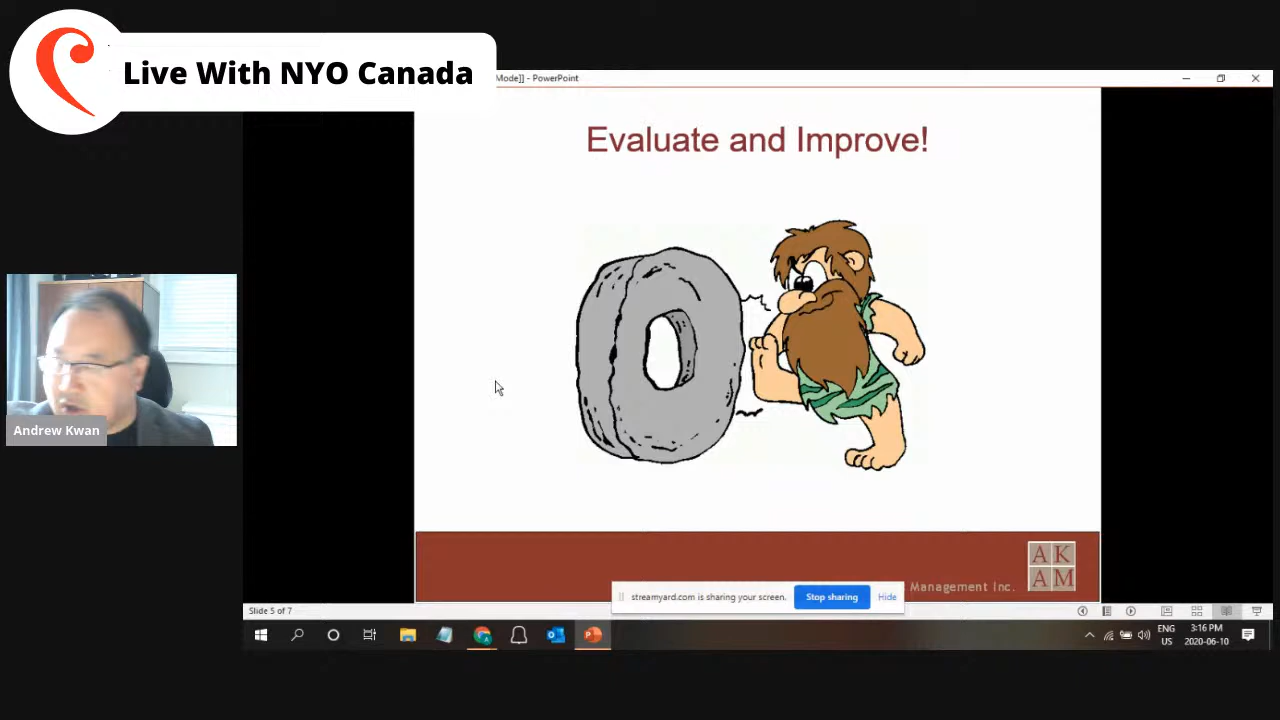 Live With NYO Canada
Mode]] - PowerPoint
Evaluate and Improve!
Andrew Kwan
A K
A M
Management Inc.
streamyard.com is sharing your screen.
Stop sharing
Hide
Slide 5 of 7
ENG
US
3:16 PM
2020-06-10